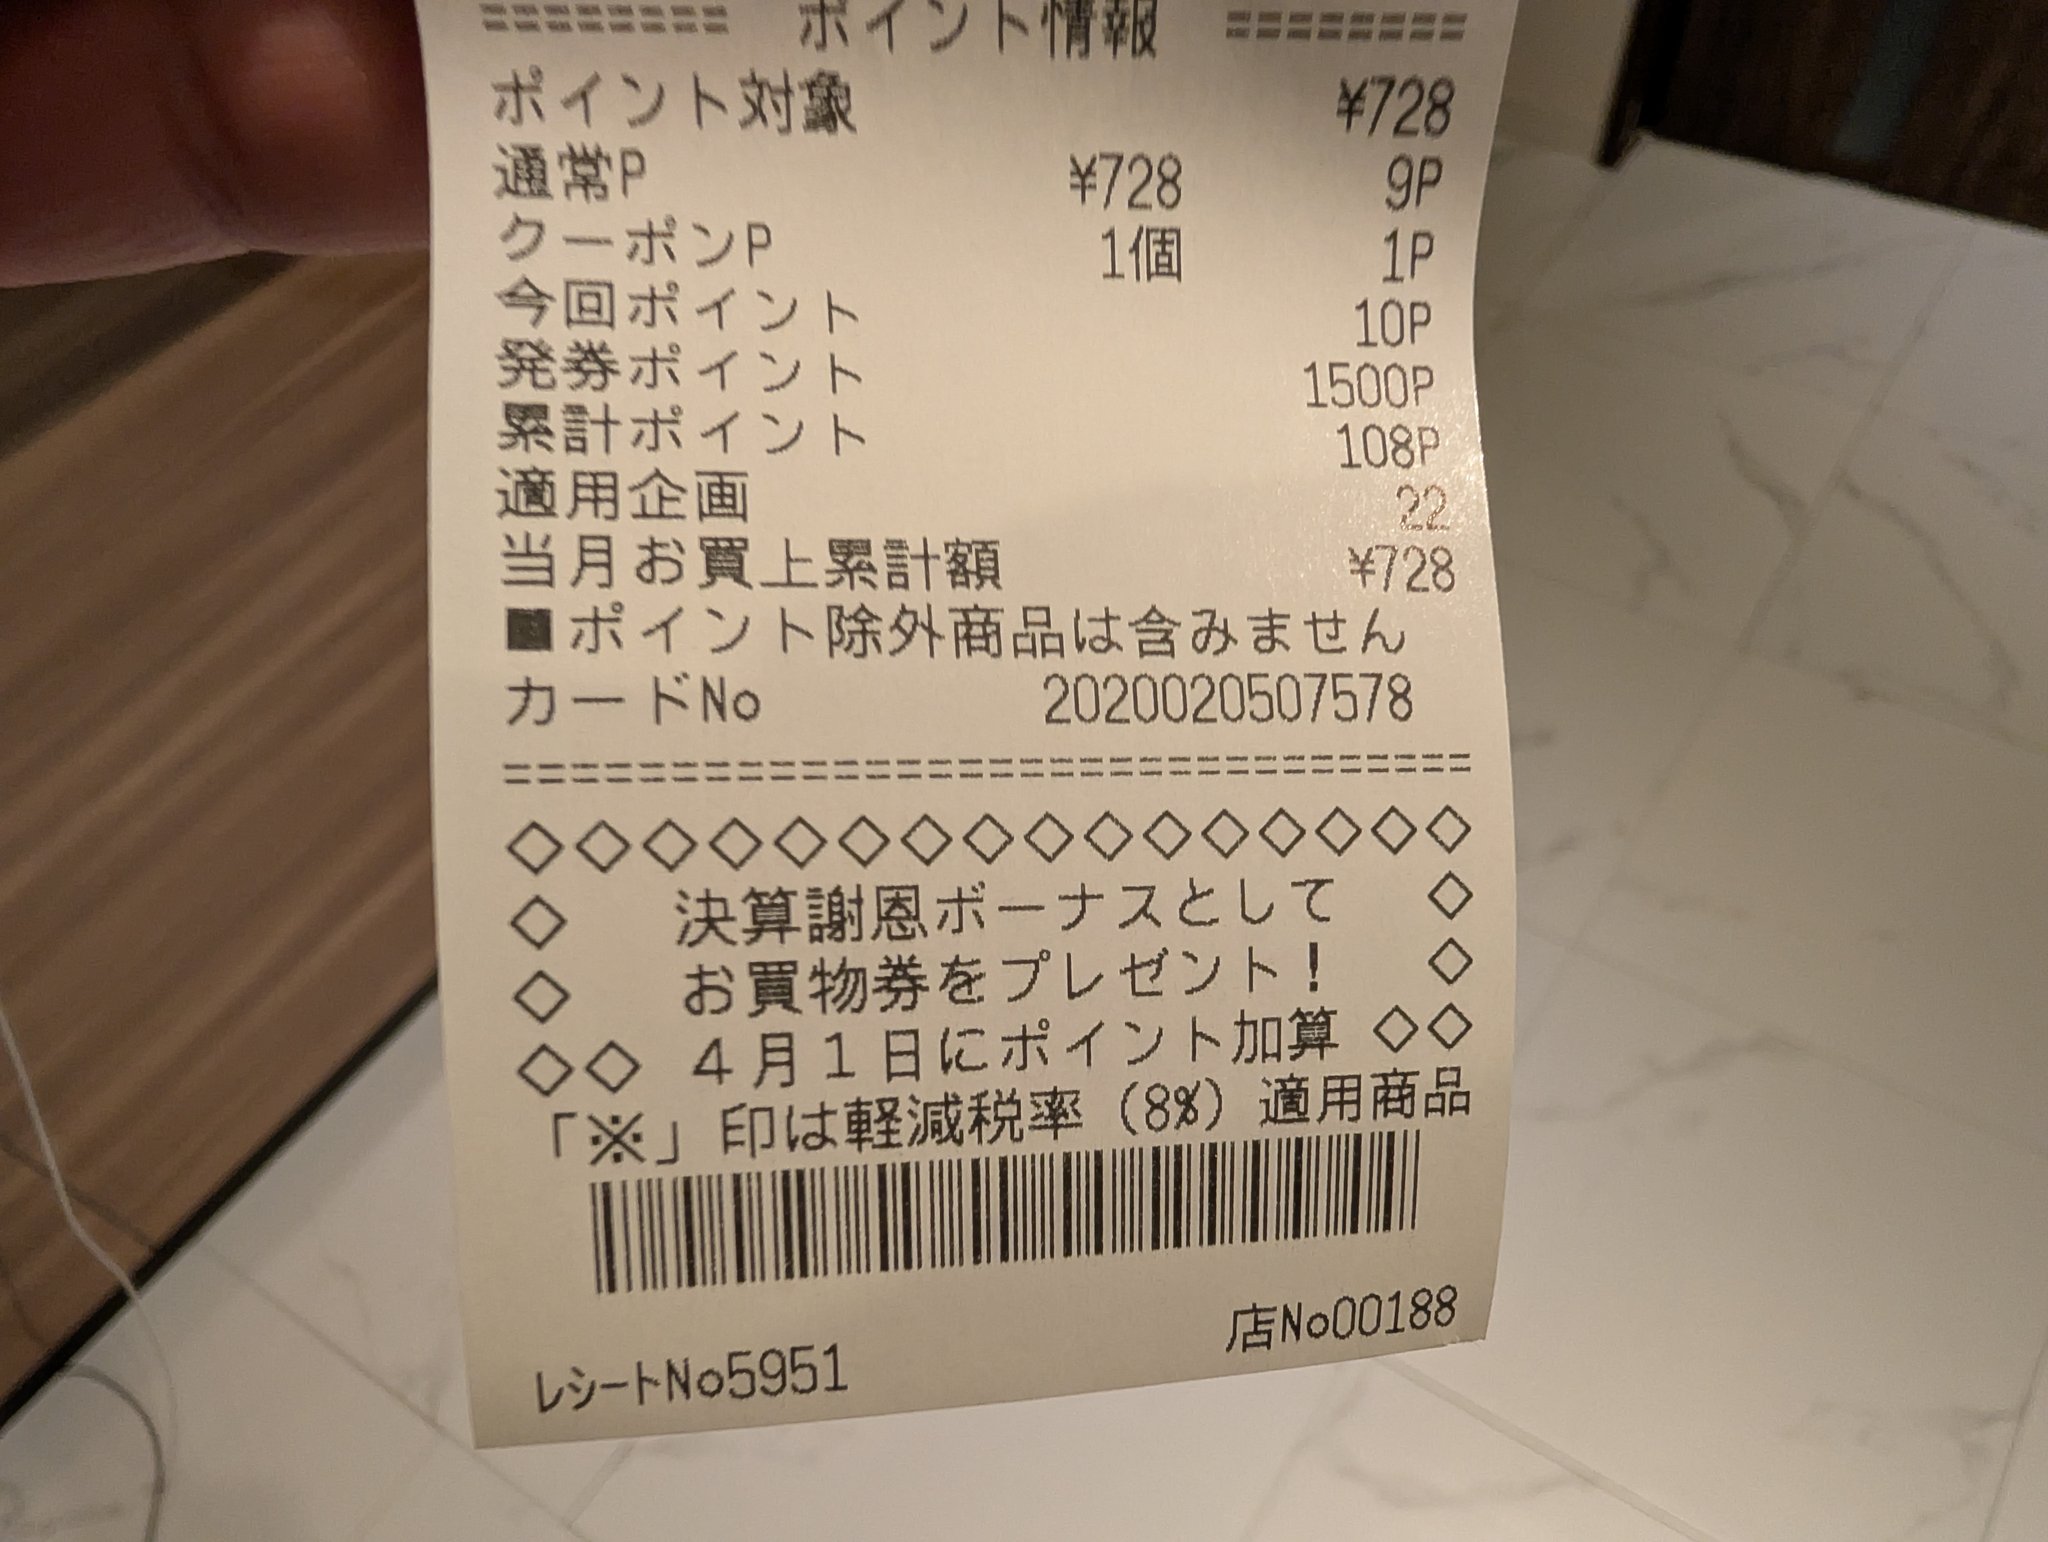 ======== ポイント情報 ========
ポイント対象 ¥728
通常P ¥728 9P
クーポンP 1個 1P
今回ポイント 10P
発券ポイント 1500P
累計ポイント 108P
適用企画 22
当月お買上累計額 ¥728
■ポイント除外商品は含みません
カードNo 2020020507578
==============================
◇◇◇◇◇◇◇◇◇◇◇◇◇◇◇◇
◇ 決算謝恩ボーナスとして ◇
◇ お買物券をプレゼント! ◇
◇◇ 4月1日にポイント加算 ◇◇
「※」印は軽減税率(8%)適用商品
レシートNo5951 店No00188